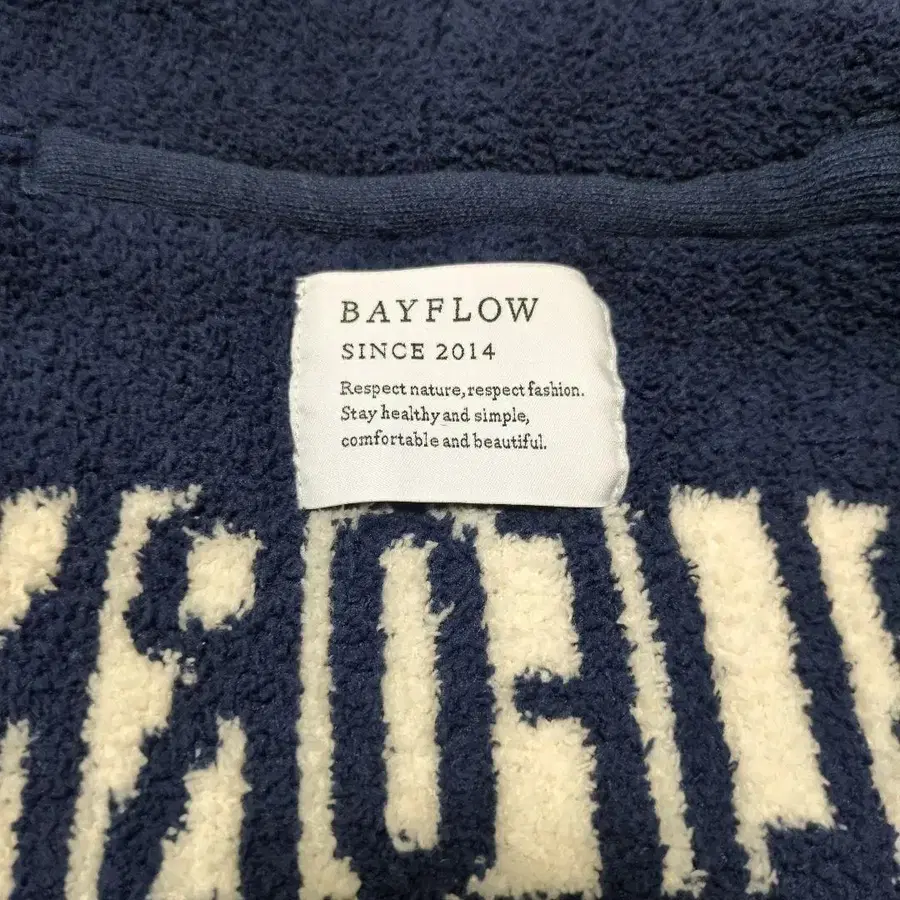 BAYFLOW
SINCE 2014
Respect nature, respect fashion.
Stay healthy and simple,
comfortable and beautiful.